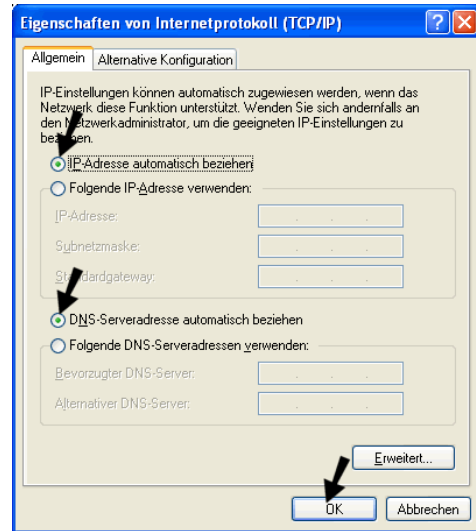 Eigenschaften von Internetprotokoll (TCP/IP)
Allgemein
Alternative Konfiguration
IP-Einstellungen können automatisch zugewiesen werden, wenn das
Netzwerk diese Funktion unterstützt. Wenden Sie sich andernfalls an
den Netzwerkadministrator, um die geeigneten IP-Einstellungen zu
beziehen.
IP-Adresse automatisch beziehen
Folgende IP-Adresse verwenden:
IP-Adresse:
Subnetzmaske:
Standardgateway:
DNS-Serveradresse automatisch beziehen
Folgende DNS-Serveradressen verwenden:
Bevorzugter DNS-Server:
Alternativer DNS-Server:
Erweitert...
OK
Abbrechen